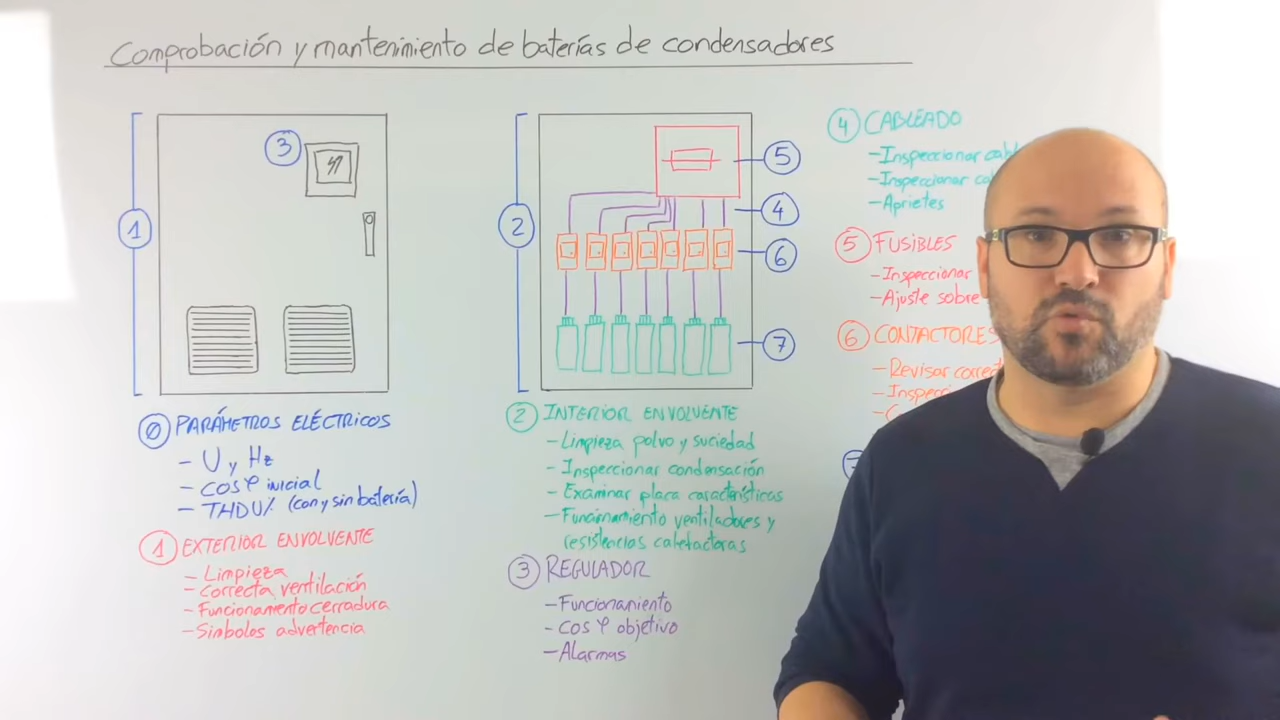 Comprobación y mantenimiento de baterías de condensadores
1
3
2
5
4
6
7
0 PARÁMETROS ELÉCTRICOS
- U y Hz
- COS φ inicial
- THDU% (con y sin batería)
1 EXTERIOR ENVOLVENTE
- Limpieza
- Correcta ventilación
- Funcionamiento cerradura
- Símbolos advertencia
2 INTERIOR ENVOLVENTE
- Limpieza polvo y suciedad
- Inspeccionar condensación
- Examinar placa características
- Funcionamiento ventiladores y
resistencias calefactoras
3 REGULADOR
- Funcionamiento
- COS φ objetivo
- Alarmas
4 CABLEADO
- Inspeccionar
- Inspeccionar
- Aprietes
5 FUSIBLES
- Inspeccionar
- Ajuste sobre
6 CONTACTORES
- Revisar
7